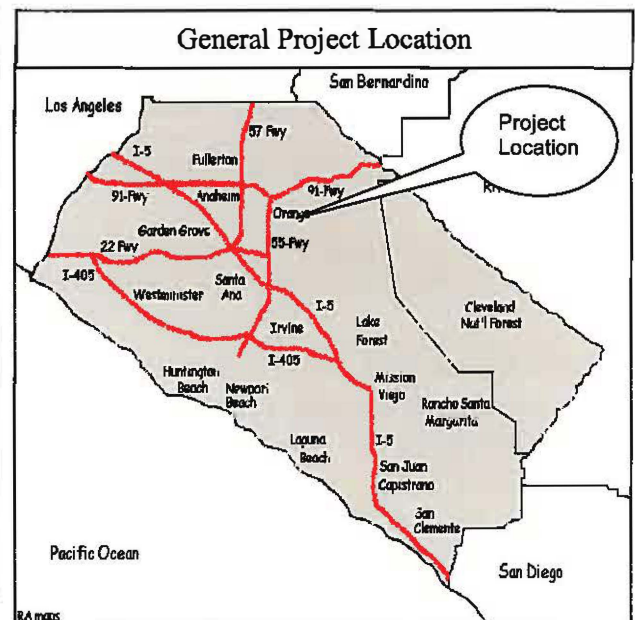 General Project Location
San Bernardino
Los Angeles
Project
Location
57 Fwy
I-5
Fullerton
91-Fwy
91-Fwy
Anaheim
Orange
Garden Grove
55-Fwy
22 Fwy
I-405
Santa
Ana
Westminster
I-5
Cleveland
Nat'l Forest
Lake
Forest
Irvine
I-405
Huntington
Beach
Newport
Beach
Mission
Viejo
Rancho Santa
Margarita
Laguna
Beach
I-5
San Juan
Capistrano
San
Clemente
Pacific Ocean
San Diego
RA maps